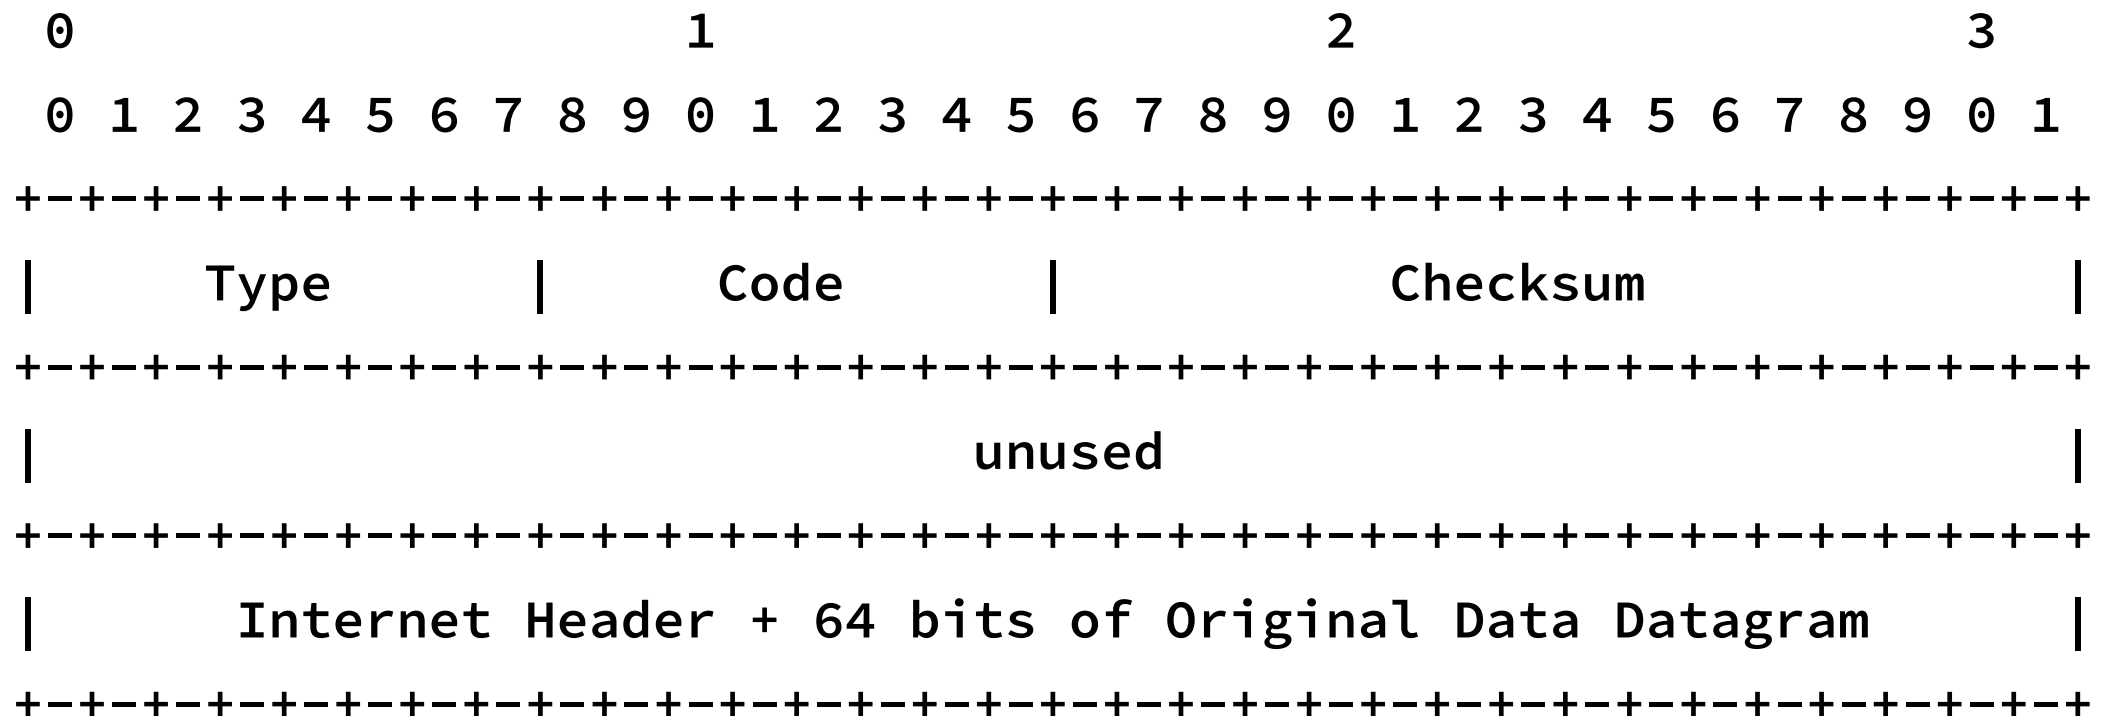 0                   1                   2                   3
 0 1 2 3 4 5 6 7 8 9 0 1 2 3 4 5 6 7 8 9 0 1 2 3 4 5 6 7 8 9 0 1
+-+-+-+-+-+-+-+-+-+-+-+-+-+-+-+-+-+-+-+-+-+-+-+-+-+-+-+-+-+-+-+-+
|     Type      |     Code      |          Checksum             |
+-+-+-+-+-+-+-+-+-+-+-+-+-+-+-+-+-+-+-+-+-+-+-+-+-+-+-+-+-+-+-+-+
|                             unused                            |
+-+-+-+-+-+-+-+-+-+-+-+-+-+-+-+-+-+-+-+-+-+-+-+-+-+-+-+-+-+-+-+-+
|      Internet Header + 64 bits of Original Data Datagram      |
+-+-+-+-+-+-+-+-+-+-+-+-+-+-+-+-+-+-+-+-+-+-+-+-+-+-+-+-+-+-+-+-+